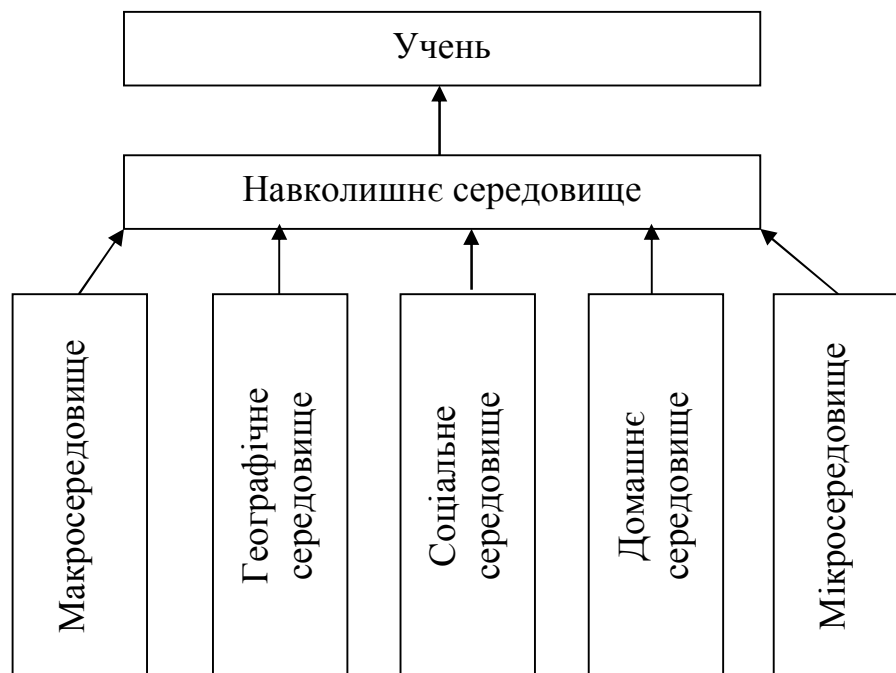 Учень
Навколишнє середовище
Макросередовище
Географічне
середовище
Соціальне
середовище
Домашнє
середовище
Мікросередовище